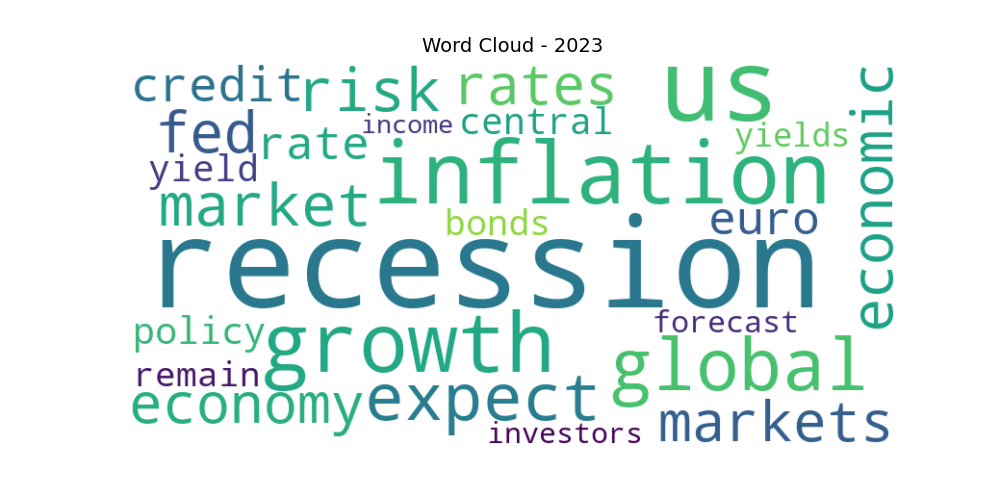 Word Cloud - 2023
credit
risk
rates
us
economic
fed
rate
income
central
yields
yield
inflation
market
bonds
euro
recession
policy
growth
forecast
global
remain
economy
expect
investors
markets